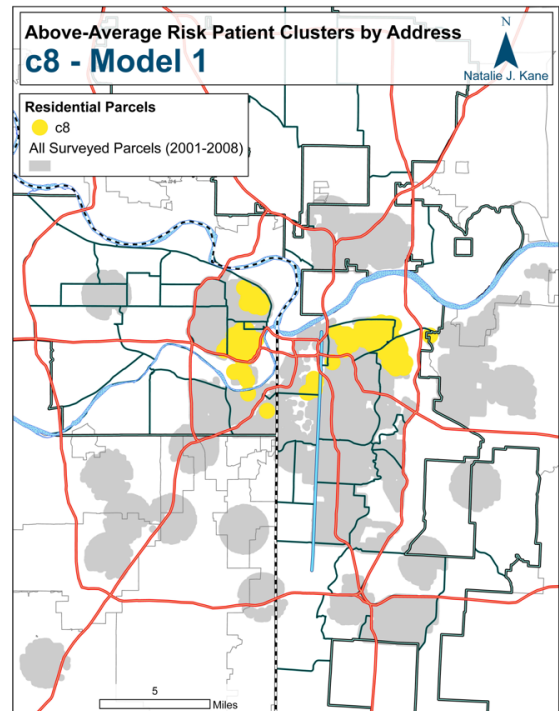 Above-Average Risk Patient Clusters by Address
c8 - Model 1
N
Natalie J. Kane
Residential Parcels
c8
All Surveyed Parcels (2001-2008)
5
Miles